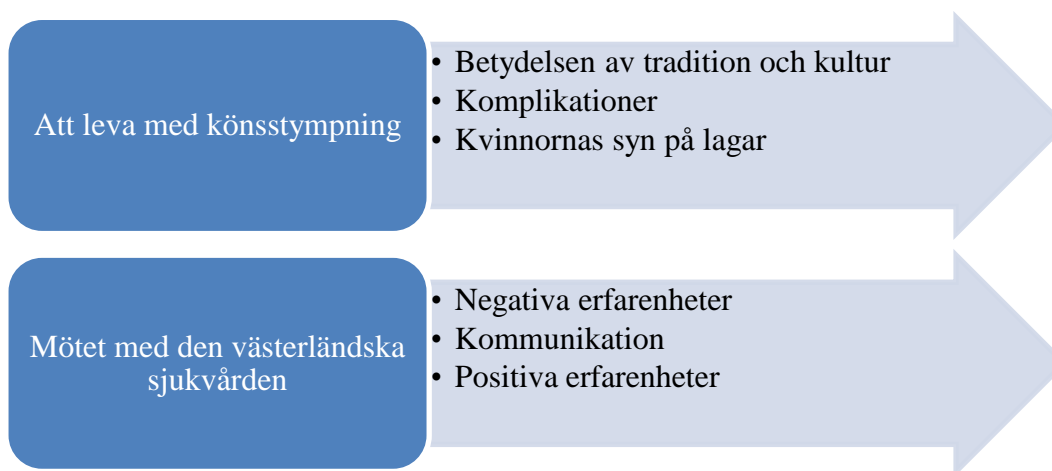 Att leva med könsstympning
• Betydelsen av tradition och kultur
• Komplikationer
• Kvinnornas syn på lagar
Mötet med den västerländska
sjukvården
• Negativa erfarenheter
• Kommunikation
• Positiva erfarenheter